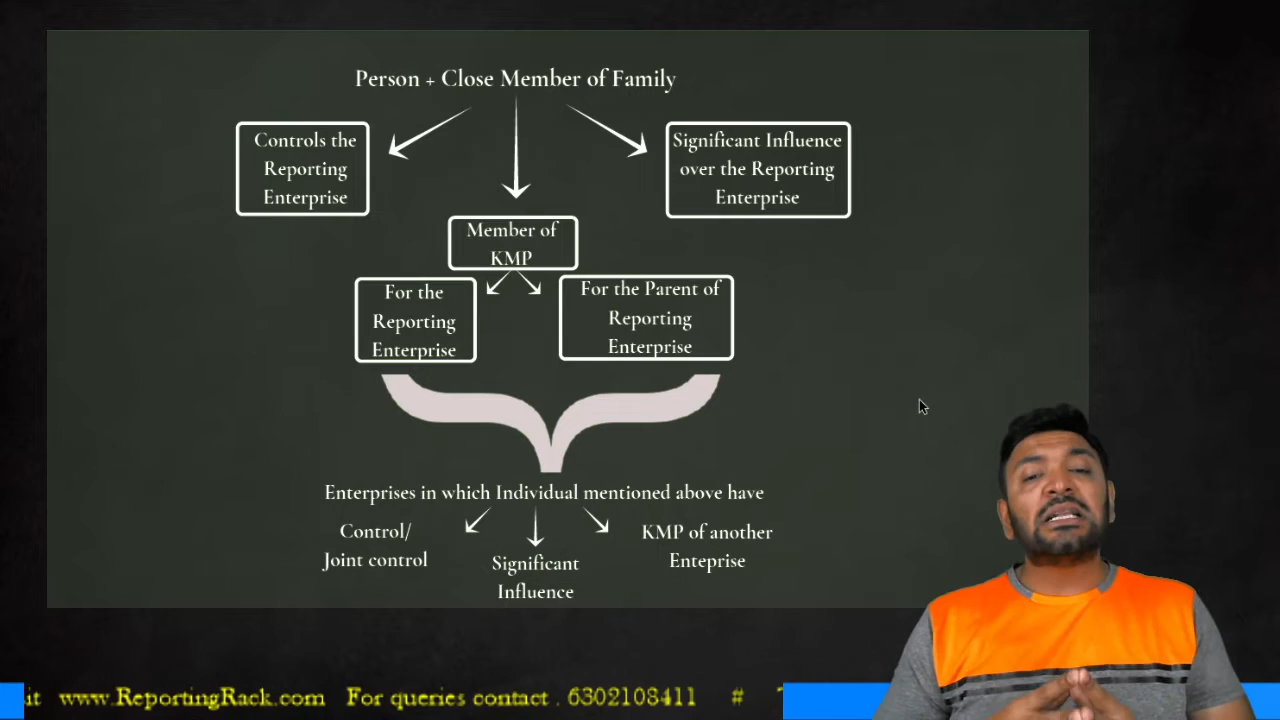 Person + Close Member of Family
Controls the
Reporting
Enterprise
Significant Influence
over the Reporting
Enterprise
Member of
KMP
For the
Reporting
Enterprise
For the Parent of
Reporting
Enterprise
Enterprises in which Individual mentioned above have
Control/
Joint control
Significant
Influence
KMP of another
Enteprise
it www.ReportingRack.com For queries contact . 6302108411 #